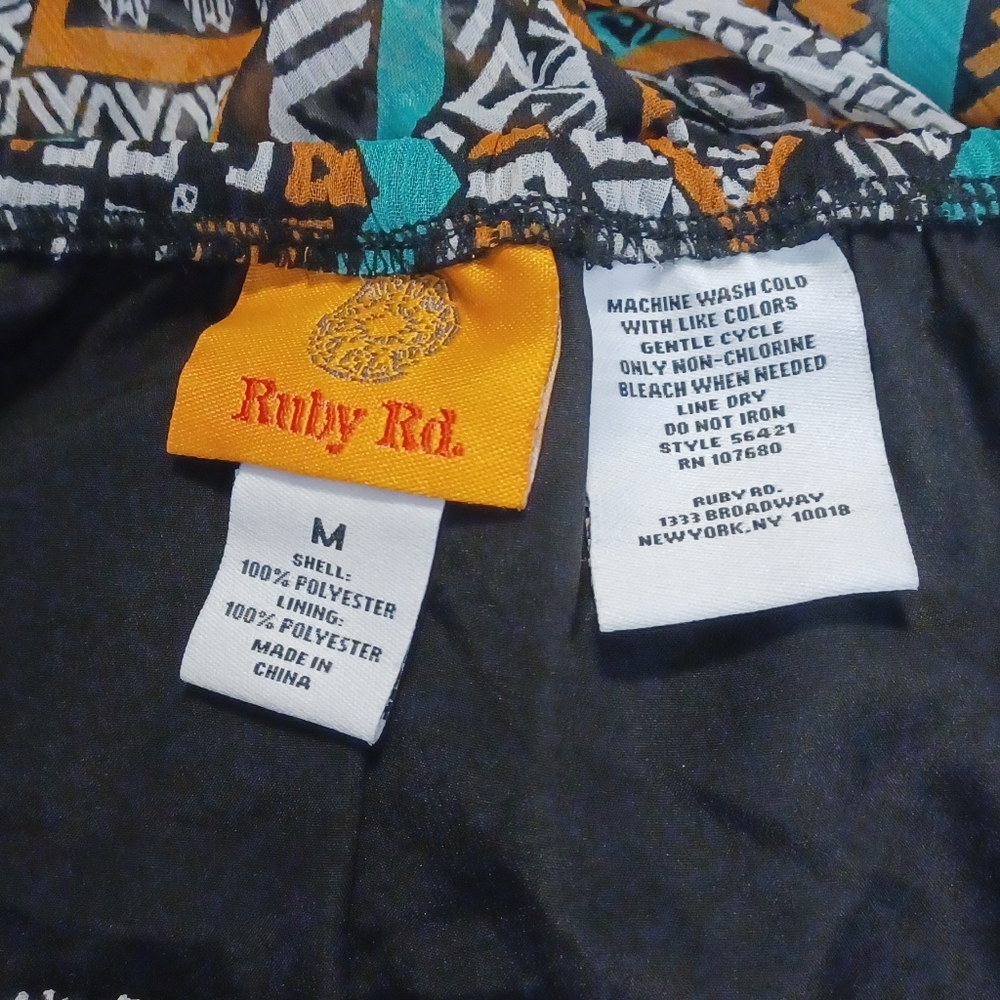 Ruby Rd.
M
SHELL:
100% POLYESTER
LINING:
100% POLYESTER
MADE IN
CHINA
MACHINE WASH COLD
WITH LIKE COLORS
GENTLE CYCLE
ONLY NON-CHLORINE
BLEACH WHEN NEEDED
LINE DRY
DO NOT IRON
STYLE 56421
RN 107680
RUBY RD.
1333 BROADWAY
NEW YORK, NY 10018